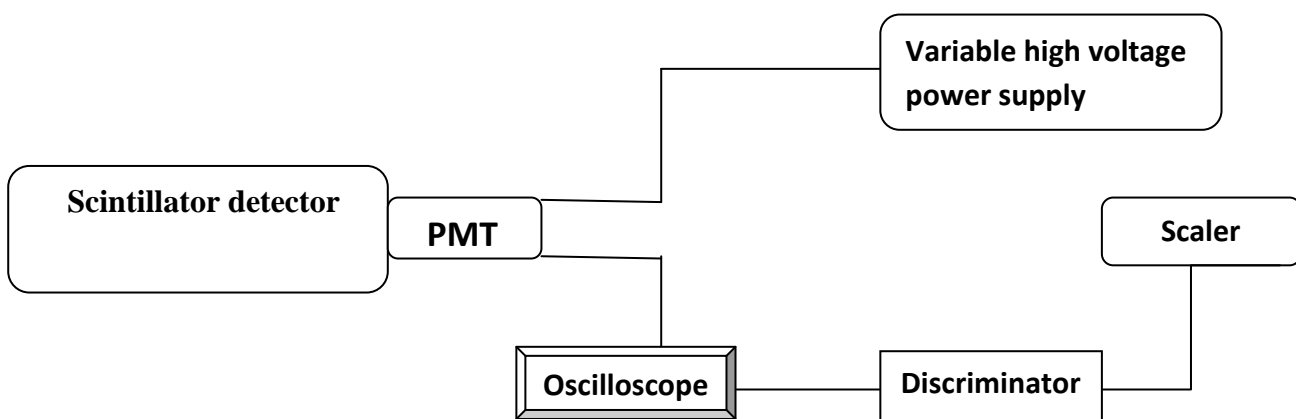 Variable high voltage
power supply
Scintillator detector
PMT
Scaler
Oscilloscope
Discriminator